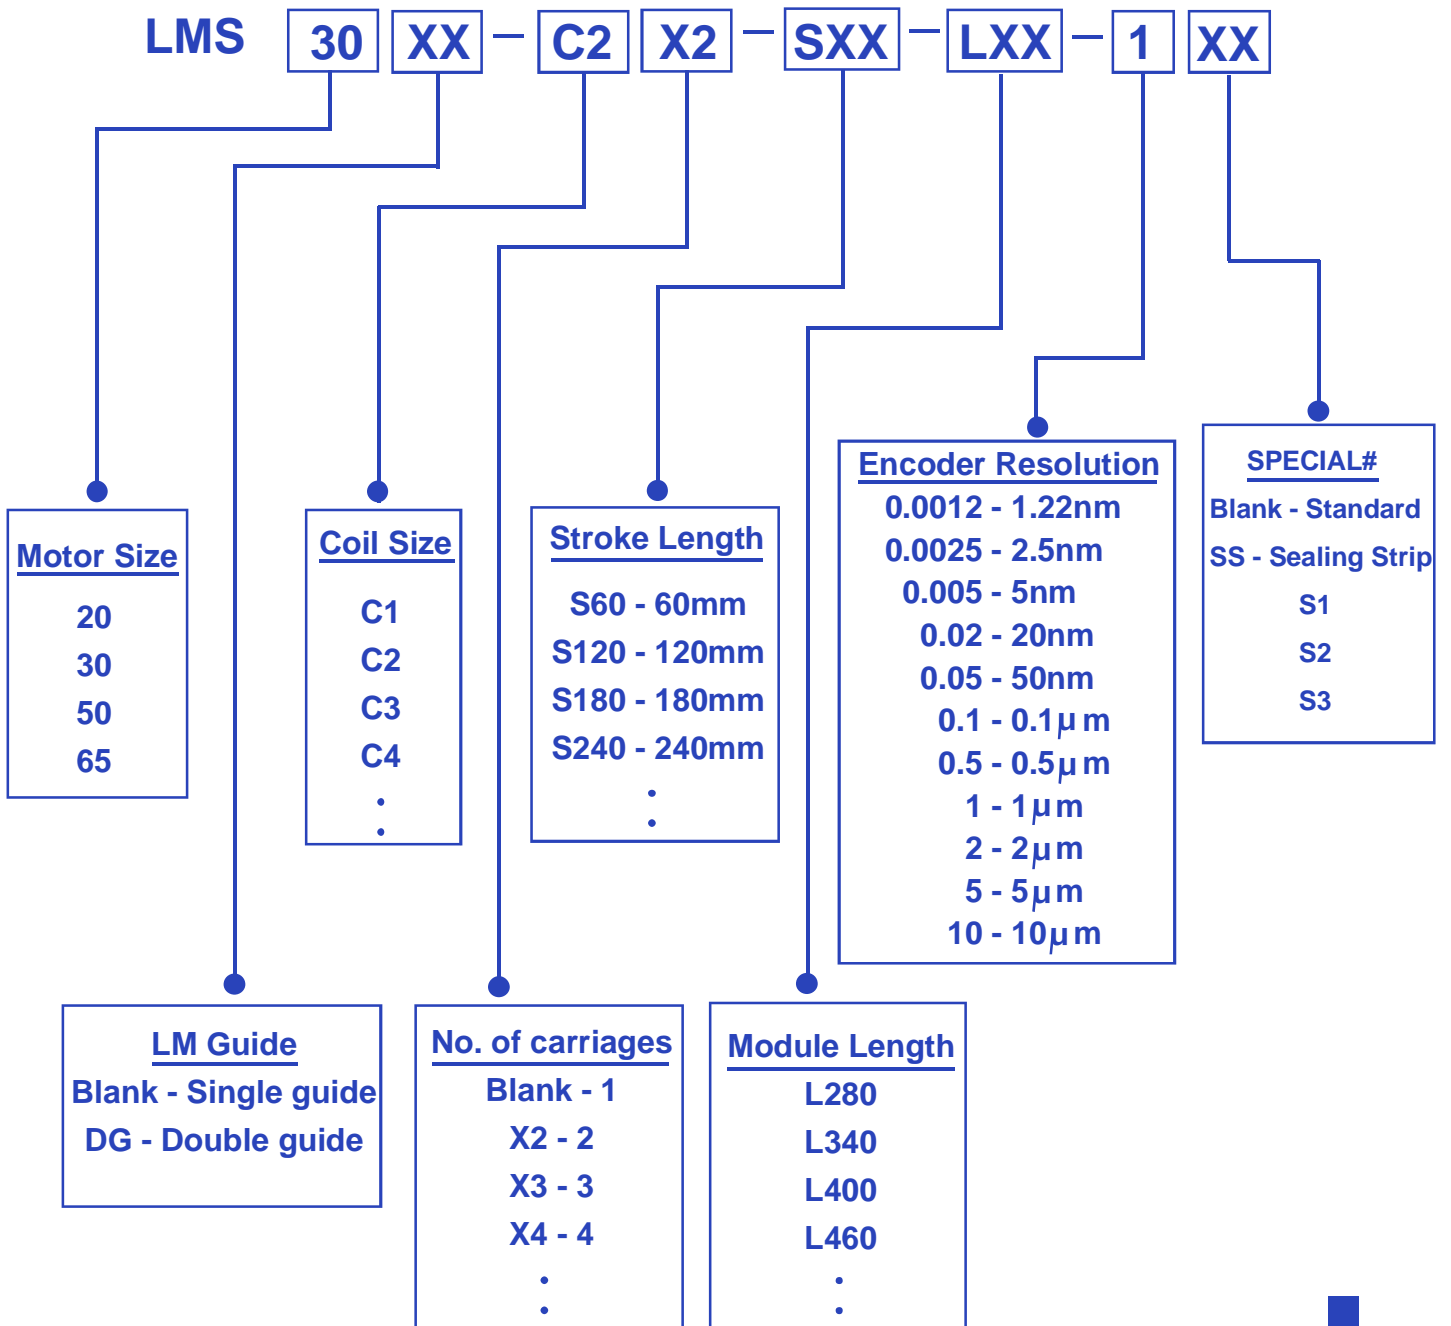 LMS 30 XX – C2 X2 – SXX – LXX – 1 XX
Motor Size
20
30
50
65
Coil Size
C1
C2
C3
C4
.
.
Stroke Length
S60 - 60mm
S120 - 120mm
S180 - 180mm
S240 - 240mm
.
.
Encoder Resolution
0.0012 - 1.22nm
0.0025 - 2.5nm
0.005 - 5nm
0.02 - 20nm
0.05 - 50nm
0.1 - 0.1μm
0.5 - 0.5μm
1 - 1μm
2 - 2μm
5 - 5μm
10 - 10μm
SPECIAL#
Blank - Standard
SS - Sealing Strip
S1
S2
S3
LM Guide
Blank - Single guide
DG - Double guide
No. of carriages
Blank - 1
X2 - 2
X3 - 3
X4 - 4
.
.
Module Length
L280
L340
L400
L460
.
.